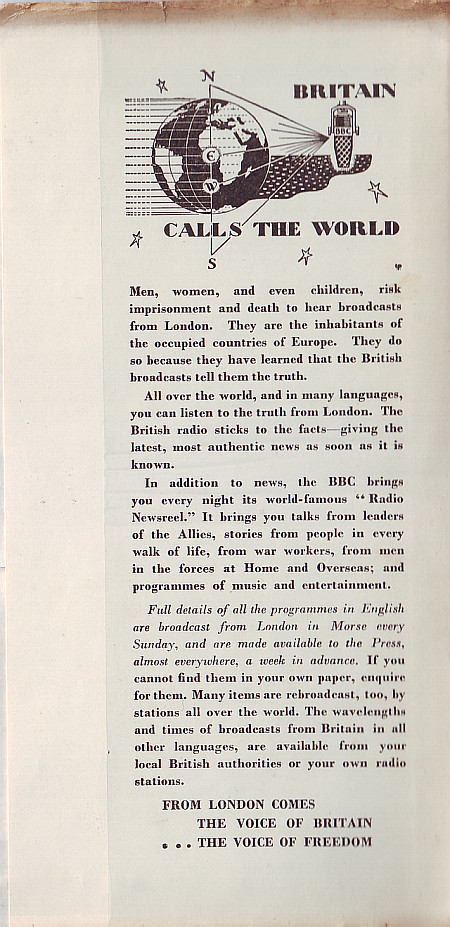 N
BRITAIN
BBC
E
W
CALLS THE WORLD
S
Men, women, and even children, risk
imprisonment and death to hear broadcasts
from London. They are the inhabitants of
the occupied countries of Europe. They do
so because they have learned that the British
broadcasts tell them the truth.
All over the world, and in many languages,
you can listen to the truth from London. The
British radio sticks to the facts—giving the
latest, most authentic news as soon as it is
known.
In addition to news, the BBC brings
you every night its world-famous “Radio
Newsreel.” It brings you talks from leaders
of the Allies, stories from people in every
walk of life, from war workers, from men
in the forces at Home and Overseas; and
programmes of music and entertainment.
Full details of all the programmes in English
are broadcast from London in Morse every
Sunday, and are made available to the Press,
almost everywhere, a week in advance. If you
cannot find them in your own paper, enquire
for them. Many items are rebroadcast, too, by
stations all over the world. The wavelengths
and times of broadcasts from Britain in all
other languages, are available from your
local British authorities or your own radio
stations.
FROM LONDON COMES
THE VOICE OF BRITAIN
... THE VOICE OF FREEDOM